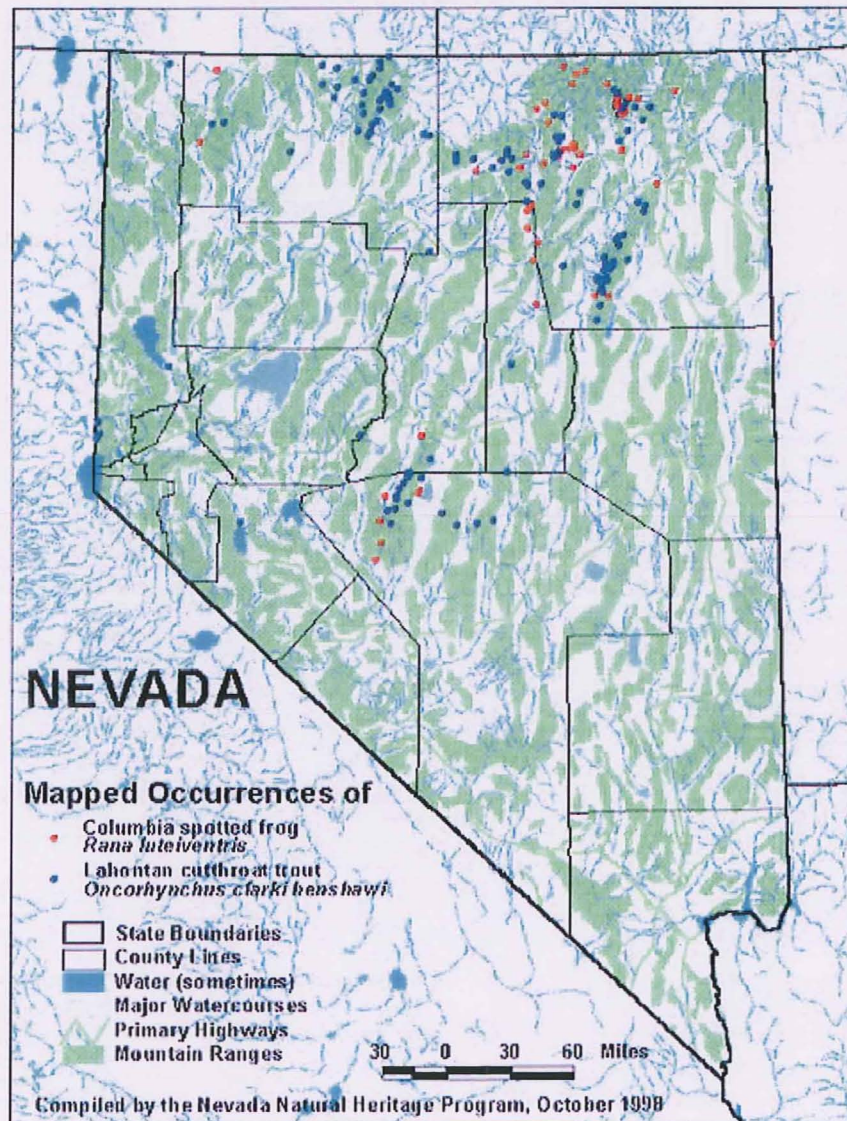 NEVADA
Mapped Occurrences of
Columbia spotted frog
Rana luteiventris
Lahontan cutthroat trout
Oncorhynchus clarki henshawi
State Boundaries
County Lines
Water (sometimes)
Major Watercourses
Primary Highways
Mountain Ranges
30 0 30 60 Miles
Compiled by the Nevada Natural Heritage Program, October 1998